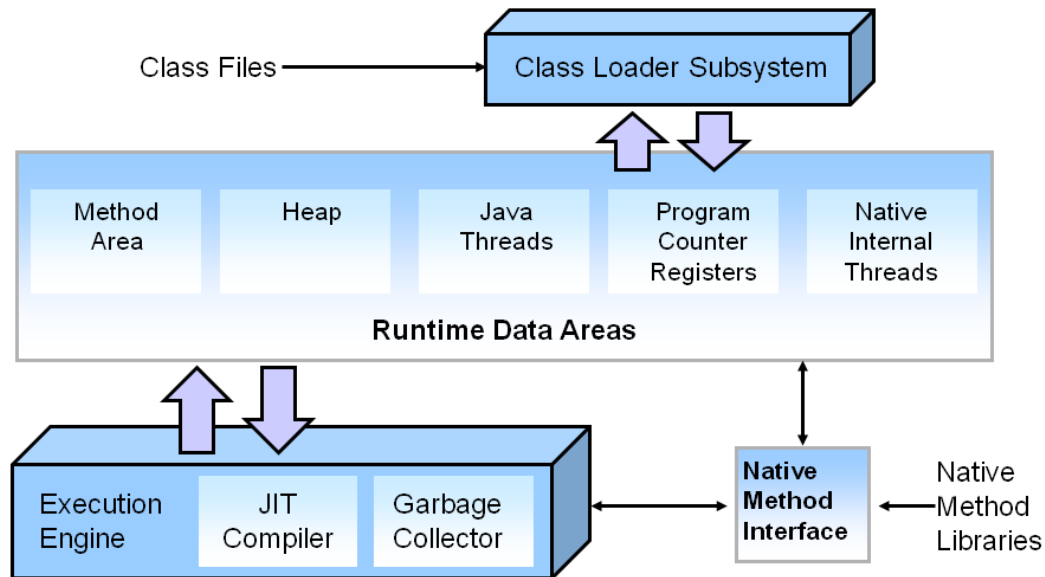 Class Files
Class Loader Subsystem
Method
Area
Heap
Java
Threads
Program
Counter
Registers
Native
Internal
Threads
Runtime Data Areas
Execution
Engine
JIT
Compiler
Garbage
Collector
Native
Method
Interface
Native
Method
Libraries